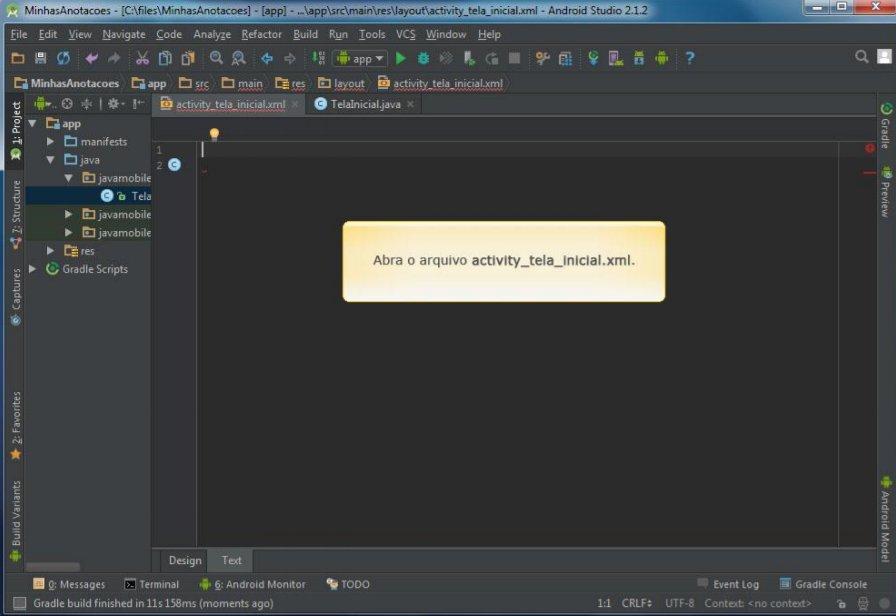 MinhasAnotacoes - [C:\files\MinhasAnotacoes] - [app] - ...\app\src\main\res\layout\activity_tela_inicial.xml - Android Studio 2.1.2
File Edit View Navigate Code Analyze Refactor Build Run Tools VCS Window Help
app
MinhasAnotacoes app src main res layout activity_tela_inicial.xml
activity_tela_inicial.xml TelaInicial.java
1: Project
7: Structure
Captures
2: Favorites
Build Variants
app
manifests
java
javamobile
Tela
javamobile
javamobile
res
Gradle Scripts
1
2
Abra o arquivo activity_tela_inicial.xml.
Gradle
Preview
Android Model
Design Text
0: Messages Terminal 6: Android Monitor TODO Event Log Gradle Console
Gradle build finished in 11s 158ms (moments ago) 1:1 CRLF UTF-8 Context: <no context>